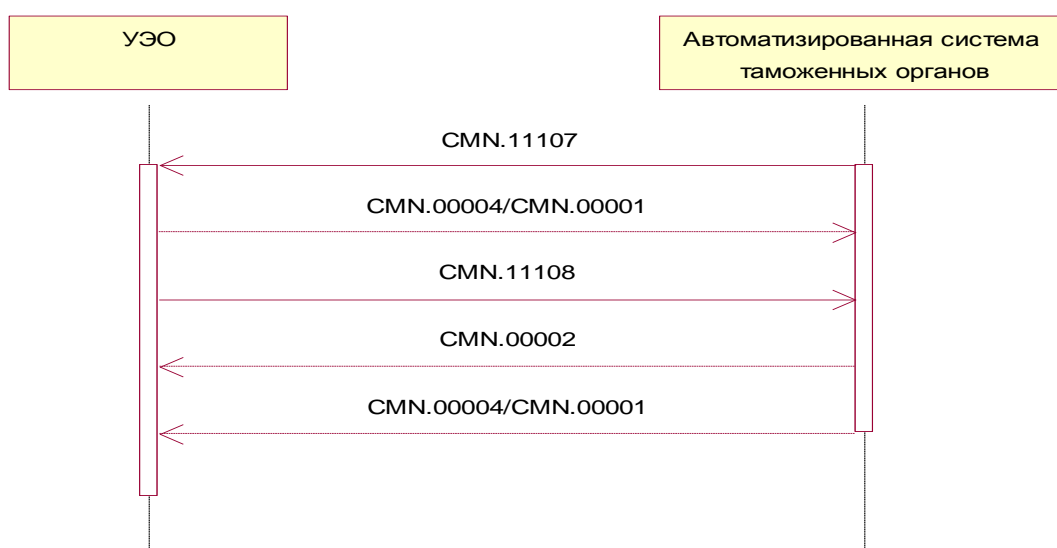 УЭО
Автоматизированная система
таможенных органов
CMN.11107
CMN.00004/CMN.00001
CMN.11108
CMN.00002
CMN.00004/CMN.00001